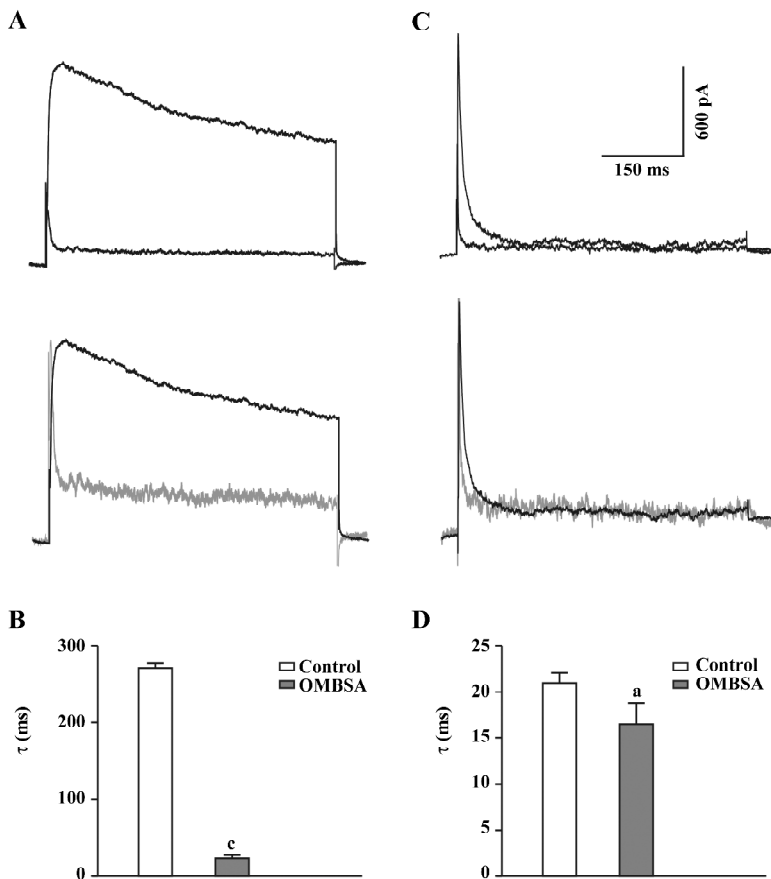 A
C
600 pA
150 ms
B
300
200
100
0
τ (ms)
Control
OMBSA
c
D
25
20
15
10
5
0
τ (ms)
Control
OMBSA
a